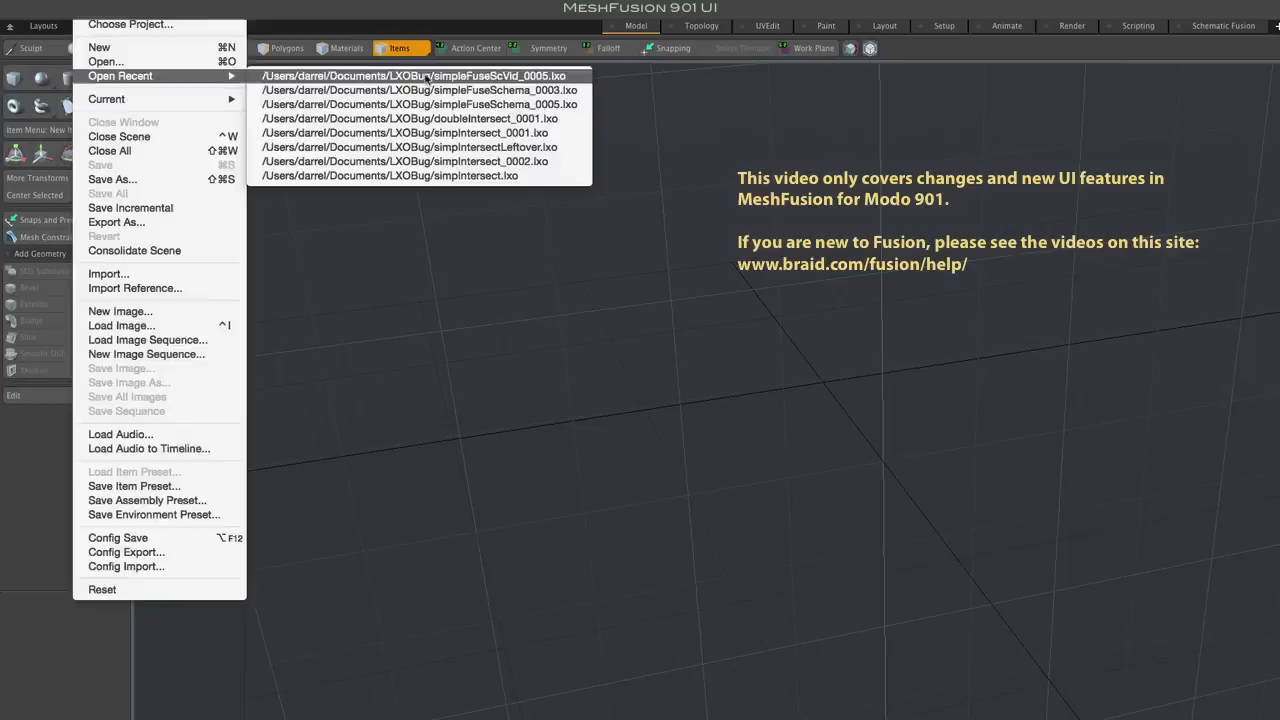 MESHFUSION 901 UI
Layouts
Model
Topology
UVEdit
Paint
Layout
Setup
Animate
Render
Scripting
Schematic Fusion
Choose Project...
Sculpt
Polygons
Materials
Items
Action Center
Symmetry
Falloff
Snapping
Work Plane
New ⌘N
Open... ⌘O
Open Recent
/Users/darrel/Documents/LXOBug/simpleFuseScVid_0005.lxo
/Users/darrel/Documents/LXOBug/simpleFuseSchema_0003.lxo
/Users/darrel/Documents/LXOBug/simpleFuseSchema_0005.lxo
/Users/darrel/Documents/LXOBug/doubleIntersect_0001.lxo
/Users/darrel/Documents/LXOBug/simpIntersect_0001.lxo
/Users/darrel/Documents/LXOBug/simpIntersectLeftover.lxo
/Users/darrel/Documents/LXOBug/simpIntersect_0002.lxo
/Users/darrel/Documents/LXOBug/simpIntersect.lxo
Current
Close Window
Close Scene ^W
Close All ⇧⌘W
Save ⌘S
Save As... ⇧⌘S
Save All
Save Incremental
Export As...
Revert
Consolidate Scene
Import...
Import Reference...
New Image...
Load Image... ^I
Load Image Sequence...
New Image Sequence...
Save Image...
Save Image As...
Save All Images
Save Sequence
Load Audio...
Load Audio to Timeline...
Load Item Preset...
Save Item Preset...
Save Assembly Preset...
Save Environment Preset...
Config Save ⌥F12
Config Export...
Config Import...
Reset
Item Menu: New
More Transforms
Center Selected
Snaps and Pre
Mesh Constrai
Add Geometry
SDS Subdivide
Bevel
Extrude
Bridge
Slice
Smooth Shift
Thicken
Edit
This video only covers changes and new UI features in
MeshFusion for Modo 901.
If you are new to Fusion, please see the videos on this site:
www.braid.com/fusion/help/